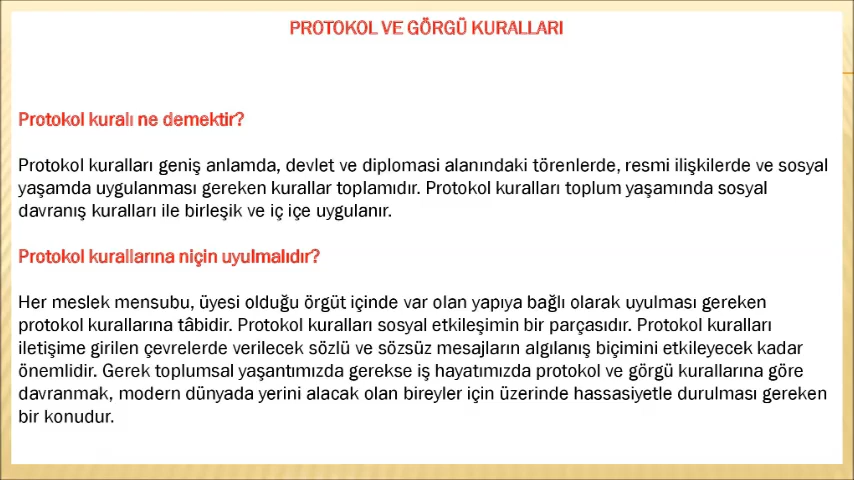 PROTOKOL VE GÖRGÜ KURALLARI
Protokol kuralı ne demektir?
Protokol kuralları geniş anlamda, devlet ve diplomasi alanındaki törenlerde, resmi ilişkilerde ve sosyal
yaşamda uygulanması gereken kurallar toplamıdır. Protokol kuralları toplum yaşamında sosyal
davranış kuralları ile birleşik ve iç içe uygulanır.
Protokol kurallarına niçin uyulmalıdır?
Her meslek mensubu, üyesi olduğu örgüt içinde var olan yapıya bağlı olarak uyulması gereken
protokol kurallarına tâbidir. Protokol kuralları sosyal etkileşimin bir parçasıdır. Protokol kuralları
iletişime girilen çevrelerde verilecek sözlü ve sözsüz mesajların algılanış biçimini etkileyecek kadar
önemlidir. Gerek toplumsal yaşantımızda gerekse iş hayatımızda protokol ve görgü kurallarına göre
davranmak, modern dünyada yerini alacak olan bireyler için üzerinde hassasiyetle durulması gereken
bir konudur.